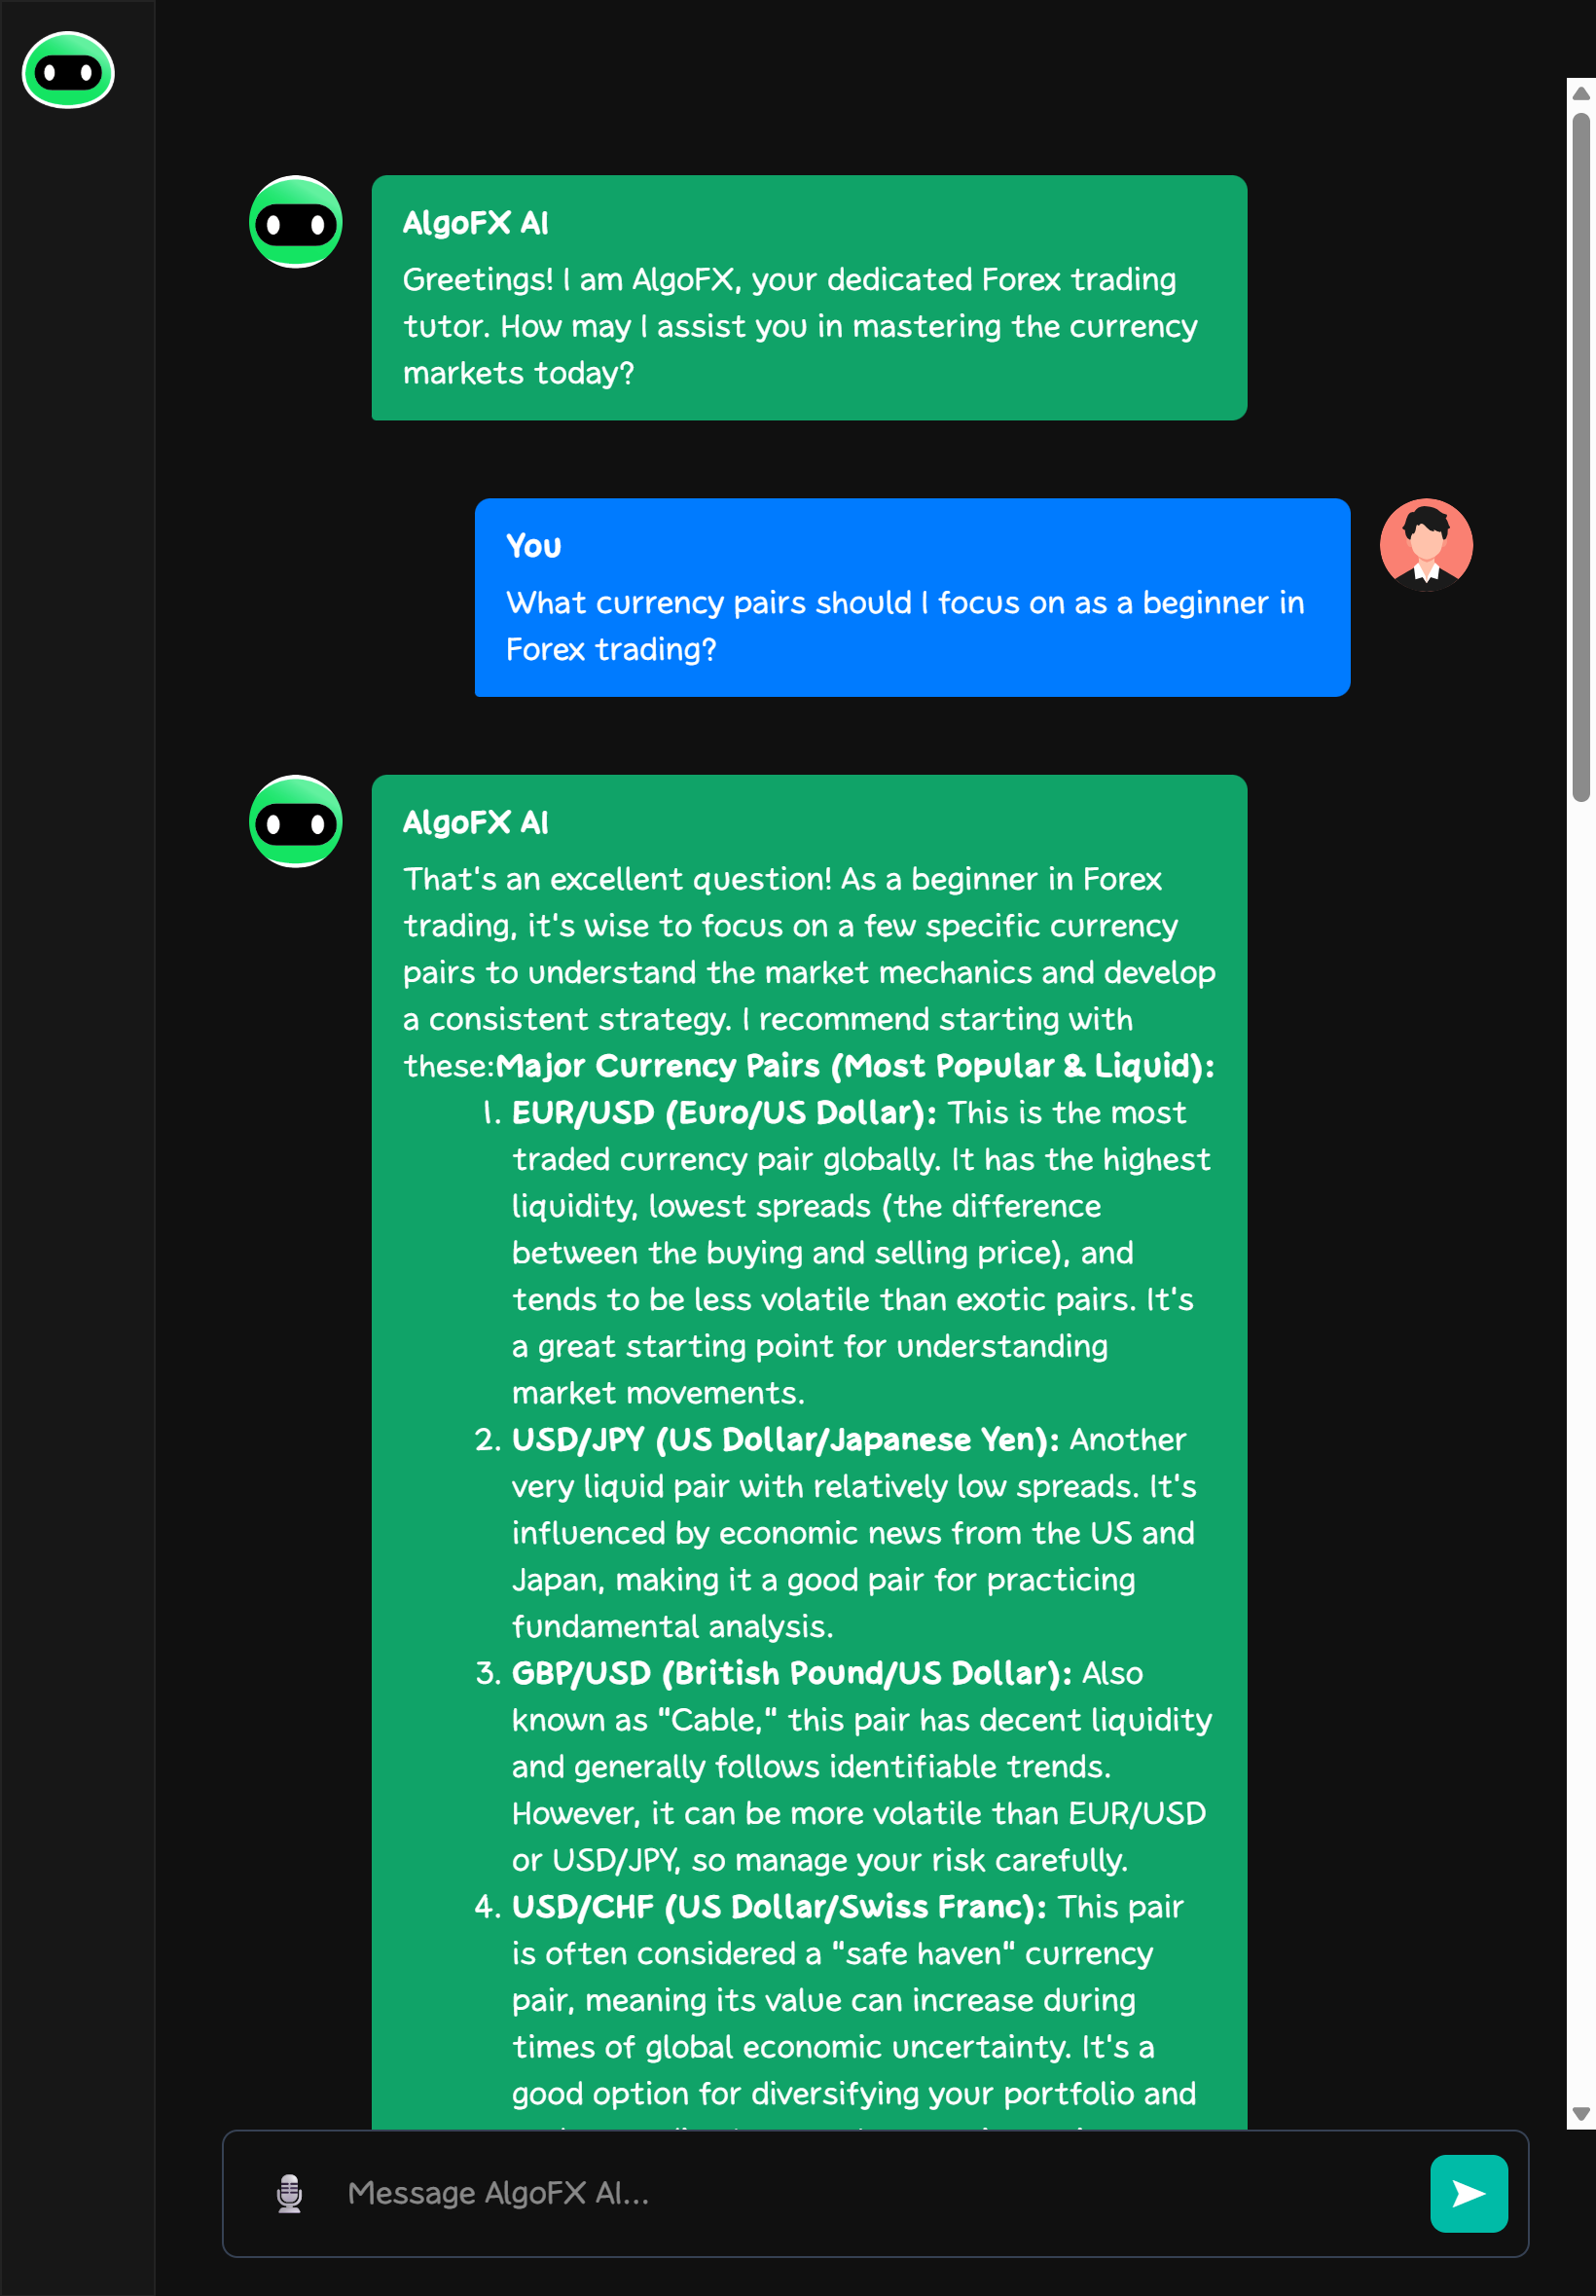 AlgoFX AI
Greetings! I am AlgoFX, your dedicated Forex trading
tutor. How may I assist you in mastering the currency
markets today?
You
What currency pairs should I focus on as a beginner in
Forex trading?
AlgoFX AI
That's an excellent question! As a beginner in Forex
trading, it's wise to focus on a few specific currency
pairs to understand the market mechanics and develop
a consistent strategy. I recommend starting with
these:Major Currency Pairs (Most Popular & Liquid):
1. EUR/USD (Euro/US Dollar): This is the most
traded currency pair globally. It has the highest
liquidity, lowest spreads (the difference
between the buying and selling price), and
tends to be less volatile than exotic pairs. It's
a great starting point for understanding
market movements.
2. USD/JPY (US Dollar/Japanese Yen): Another
very liquid pair with relatively low spreads. It's
influenced by economic news from the US and
Japan, making it a good pair for practicing
fundamental analysis.
3. GBP/USD (British Pound/US Dollar): Also
known as "Cable," this pair has decent liquidity
and generally follows identifiable trends.
However, it can be more volatile than EUR/USD
or USD/JPY, so manage your risk carefully.
4. USD/CHF (US Dollar/Swiss Franc): This pair
is often considered a "safe haven" currency
pair, meaning its value can increase during
times of global economic uncertainty. It's a
good option for diversifying your portfolio and
Message AlgoFX AI...